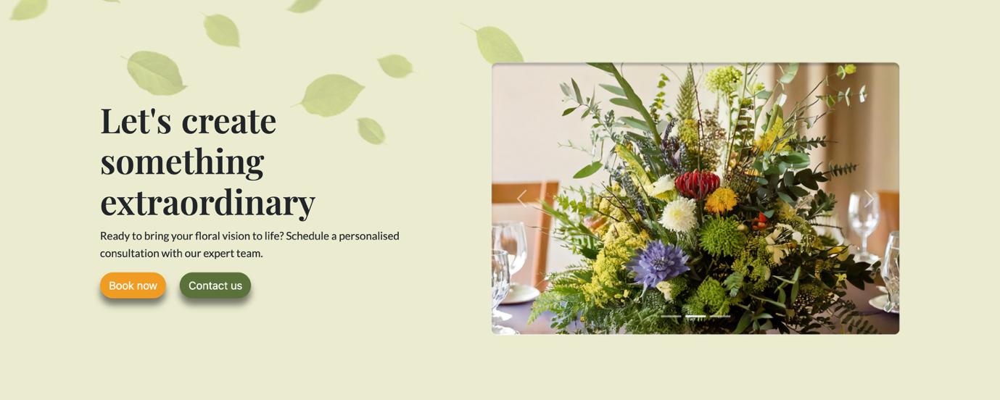 Let's create
something
extraordinary
Ready to bring your floral vision to life? Schedule a personalised
consultation with our expert team.
Book now
Contact us